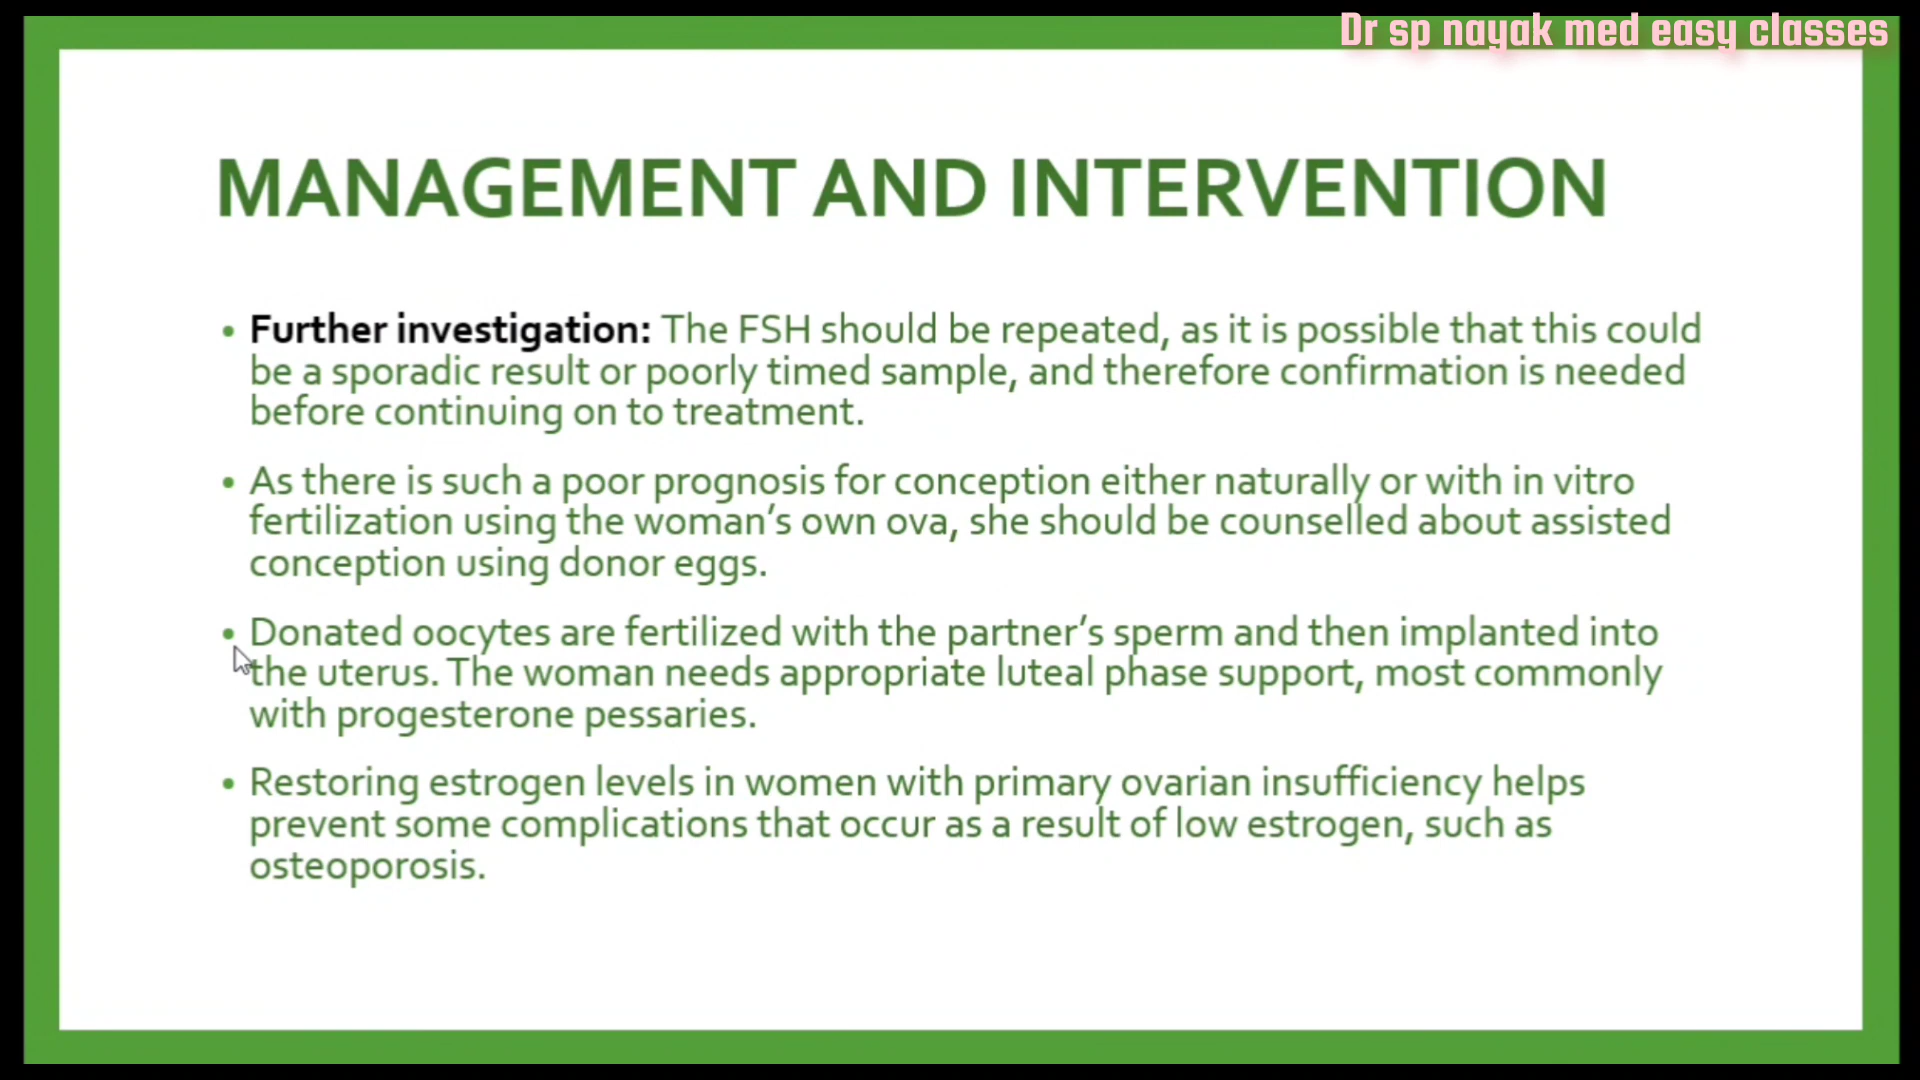 Dr sp nayak med easy classes
MANAGEMENT AND INTERVENTION
• Further investigation: The FSH should be repeated, as it is possible that this could
be a sporadic result or poorly timed sample, and therefore confirmation is needed
before continuing on to treatment.
• As there is such a poor prognosis for conception either naturally or with in vitro
fertilization using the woman’s own ova, she should be counselled about assisted
conception using donor eggs.
• Donated oocytes are fertilized with the partner’s sperm and then implanted into
the uterus. The woman needs appropriate luteal phase support, most commonly
with progesterone pessaries.
• Restoring estrogen levels in women with primary ovarian insufficiency helps
prevent some complications that occur as a result of low estrogen, such as
osteoporosis.